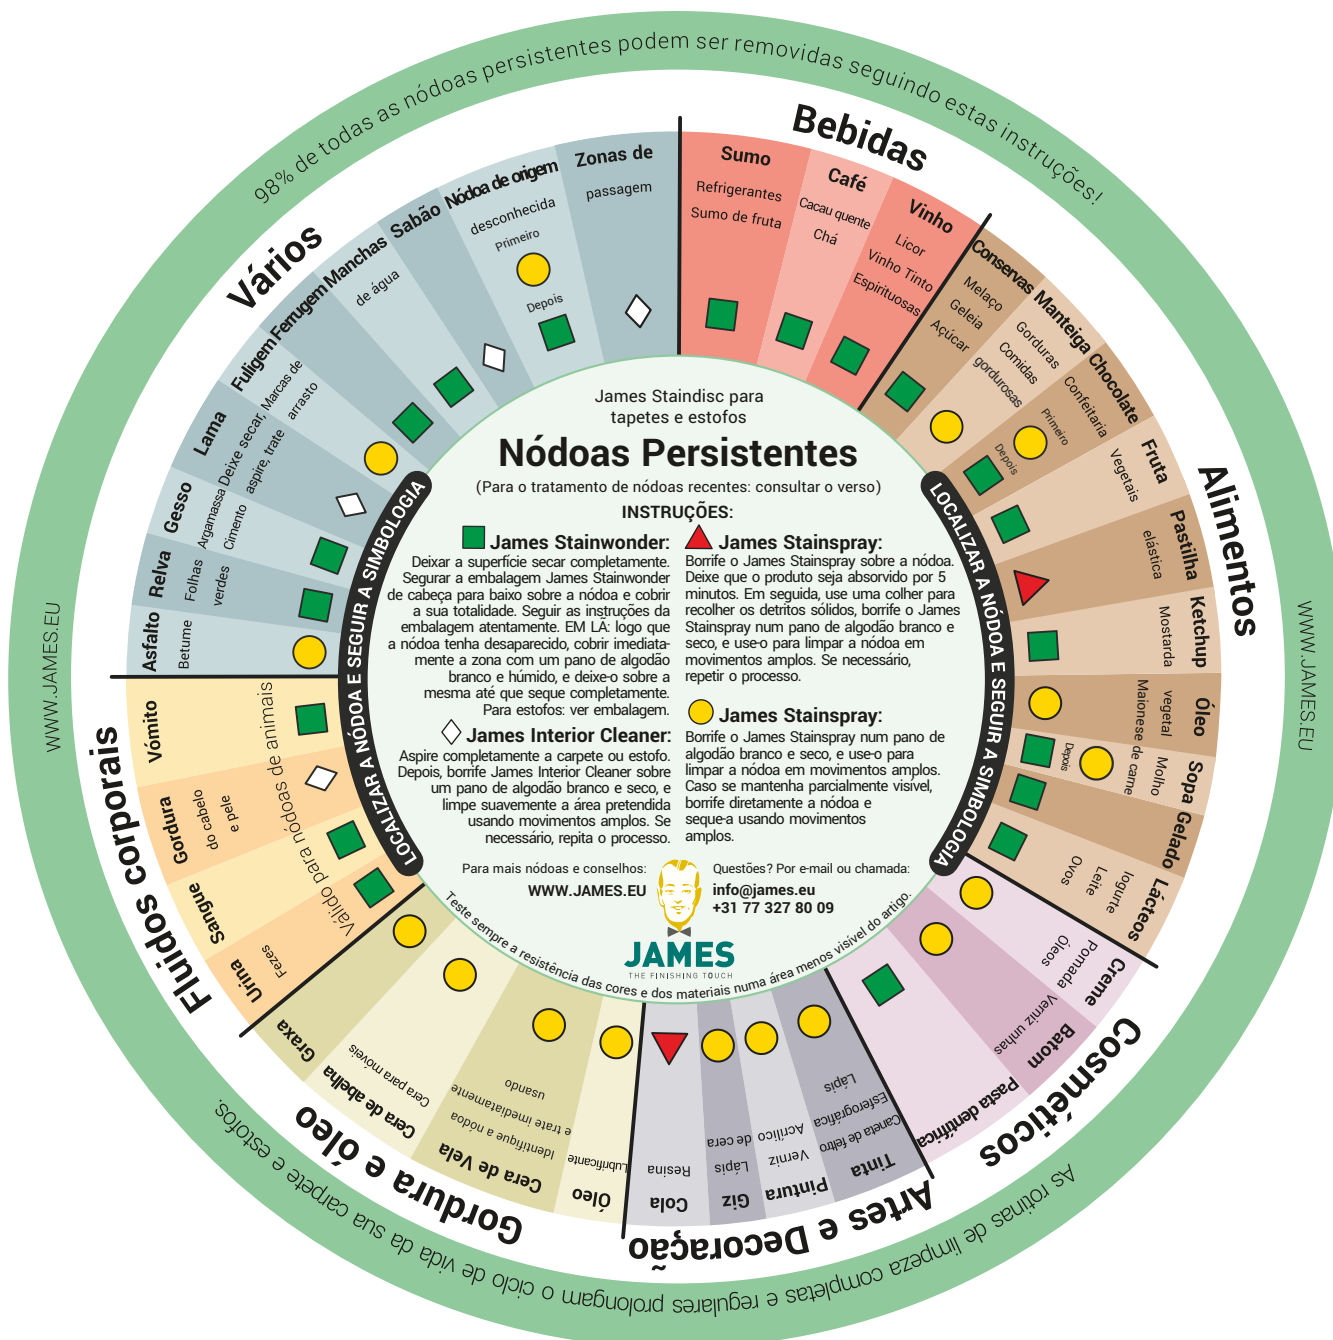 98% de todas as nódoas persistentes podem ser removidas seguindo estas instruções!
WWW.JAMES.EU
As rotinas de limpeza completas e regulares prolongam o ciclo de vida da sua carpete e estofos.
WWW.JAMES.EU
Bebidas
Sumo
Refrigerantes
Sumo de fruta
Café
Cacau quente
Chá
Vinho
Licor
Vinho Tinto
Espirituosas
Alimentos
Conservas
Melaço
Geleia
Açúcar
Manteiga
Gorduras
Comidas
gordurosas
Chocolate
Confeitaria
Primeiro
Depois
Fruta
Vegetais
Pastilha
elástica
Ketchup
Mostarda
Óleo
vegetal
Maionese
Sopa
Molho
de carne
Depois
Gelado
Lácteos
Iogurte
Leite
Ovos
Cosméticos
Creme
Pomada
Óleos
Batom
Verniz unhas
Pasta dentífrica
Artes e Decoração
Tinta
Caneta de feltro
Esferográfica
Lápis
Pintura
Verniz
Acrílico
Giz
Lápis
de cera
Cola
Resina
Gordura e óleo
Óleo
Lubrificante
Cera de Vela
Identifique a nódoa
e trate imediatamente
usando
Cera de abelha
Cera para móveis
Graxa
Fluidos corporais
Urina
Fezes
Sangue
Gordura
do cabelo
e pele
Vómito
Válido para nódoas de animais
Vários
Asfalto
Betume
Relva
Folhas
verdes
Gesso
Argamassa
Cimento
Lama
Deixe secar,
aspire, trate
Fuligem
Marcas de
arrasto
Ferrugem
Manchas
de água
Sabão
Nódoa de origem
desconhecida
Primeiro
Depois
Zonas de
passagem
LOCALIZAR A NÓDOA E SEGUIR A SIMBOLOGIA
LOCALIZAR A NÓDOA E SEGUIR A SIMBOLOGIA
James Staindisc para
tapetes e estofos
Nódoas Persistentes
(Para o tratamento de nódoas recentes: consultar o verso)
INSTRUÇÕES:
James Stainwonder:
Deixar a superfície secar completamente.
Segurar a embalagem James Stainwonder
de cabeça para baixo sobre a nódoa e cobrir
a sua totalidade. Seguir as instruções da
embalagem atentamente. EM LÃ: logo que
a nódoa tenha desaparecido, cobrir imediata-
mente a zona com um pano de algodão
branco e húmido, e deixe-o sobre a
mesma até que seque completamente.
Para estofos: ver embalagem.
James Interior Cleaner:
Aspire completamente a carpete ou estofo.
Depois, borrife James Interior Cleaner sobre
um pano de algodão branco e seco, e
limpe suavemente a área pretendida
usando movimentos amplos. Se
necessário, repita o processo.
James Stainspray:
Borrife o James Stainspray sobre a nódoa.
Deixe que o produto seja absorvido por 5
minutos. Em seguida, use uma colher para
recolher os detritos sólidos, borrife o James
Stainspray num pano de algodão branco e
seco, e use-o para limpar a nódoa em
movimentos amplos. Se necessário,
repetir o processo.
James Stainspray:
Borrife o James Stainspray num pano de
algodão branco e seco, e use-o para
limpar a nódoa em movimentos amplos.
Caso se mantenha parcialmente visível,
borrife diretamente a nódoa e
seque-a usando movimentos
amplos.
Para mais nódoas e conselhos:
WWW.JAMES.EU
Questões? Por e-mail ou chamada:
info@james.eu
+31 77 327 80 09
JAMES
THE FINISHING TOUCH
Teste sempre a resistência das cores e dos materiais numa área menos visível do artigo.